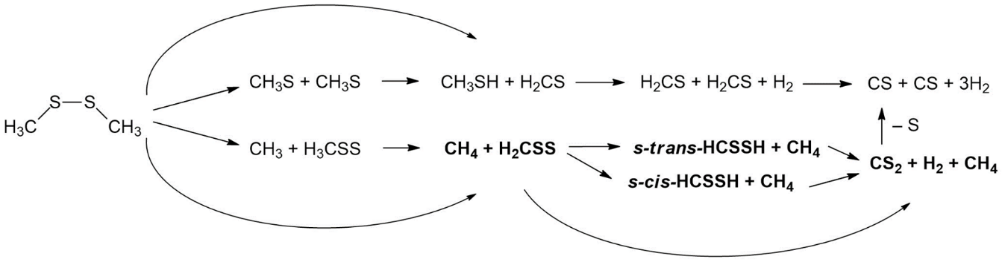 S S
H₃C CH₃
CH₃S + CH₃S CH₃SH + H₂CS H₂CS + H₂CS + H₂ CS + CS + 3H₂
– S
CH₃ + H₃CSS CH₄ + H₂CSS s-trans-HCSSH + CH₄
CS₂ + H₂ + CH₄
s-cis-HCSSH + CH₄